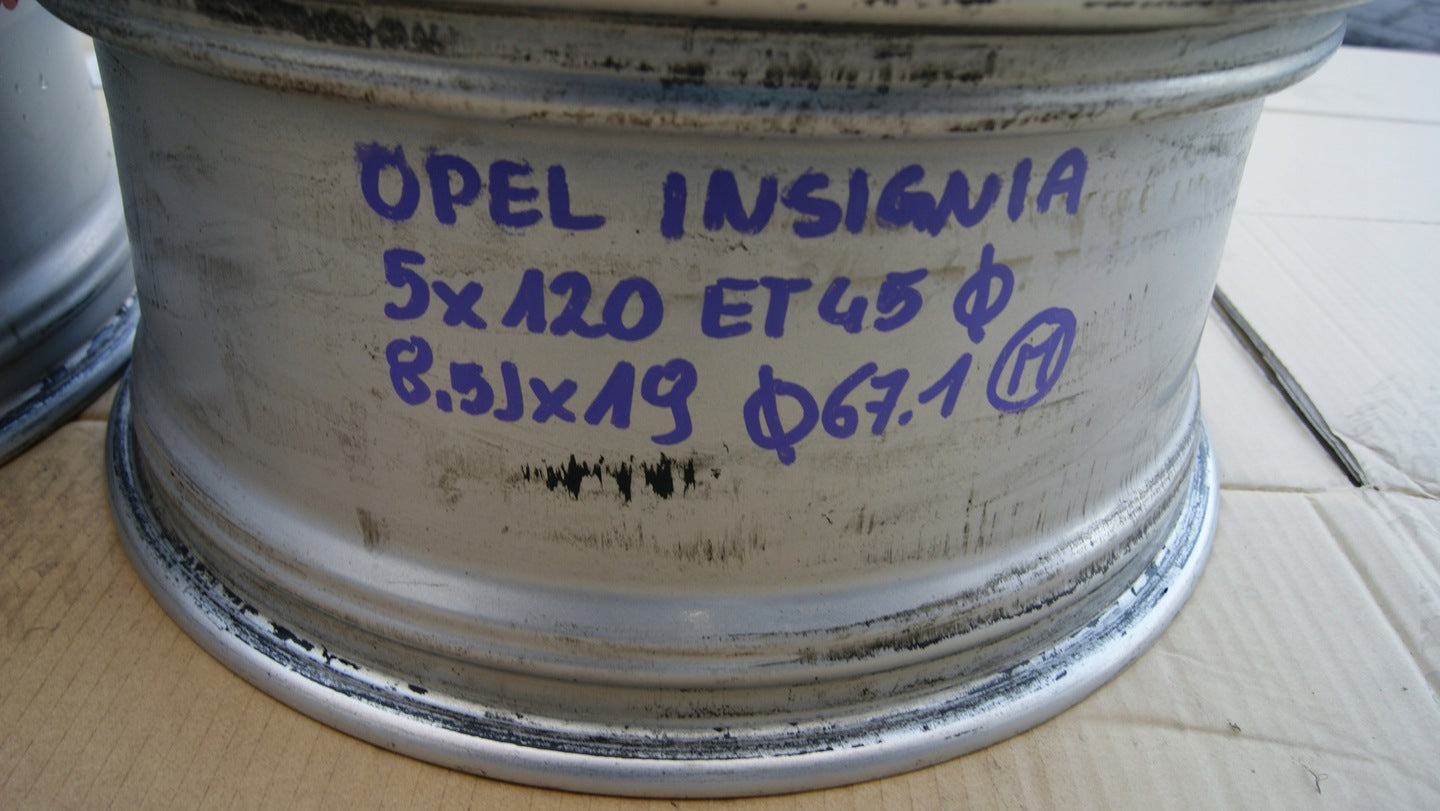 OPEL INSIGNIA
5x120 ET45 Φ
8.5Jx19 Φ67.1 Ⓜ